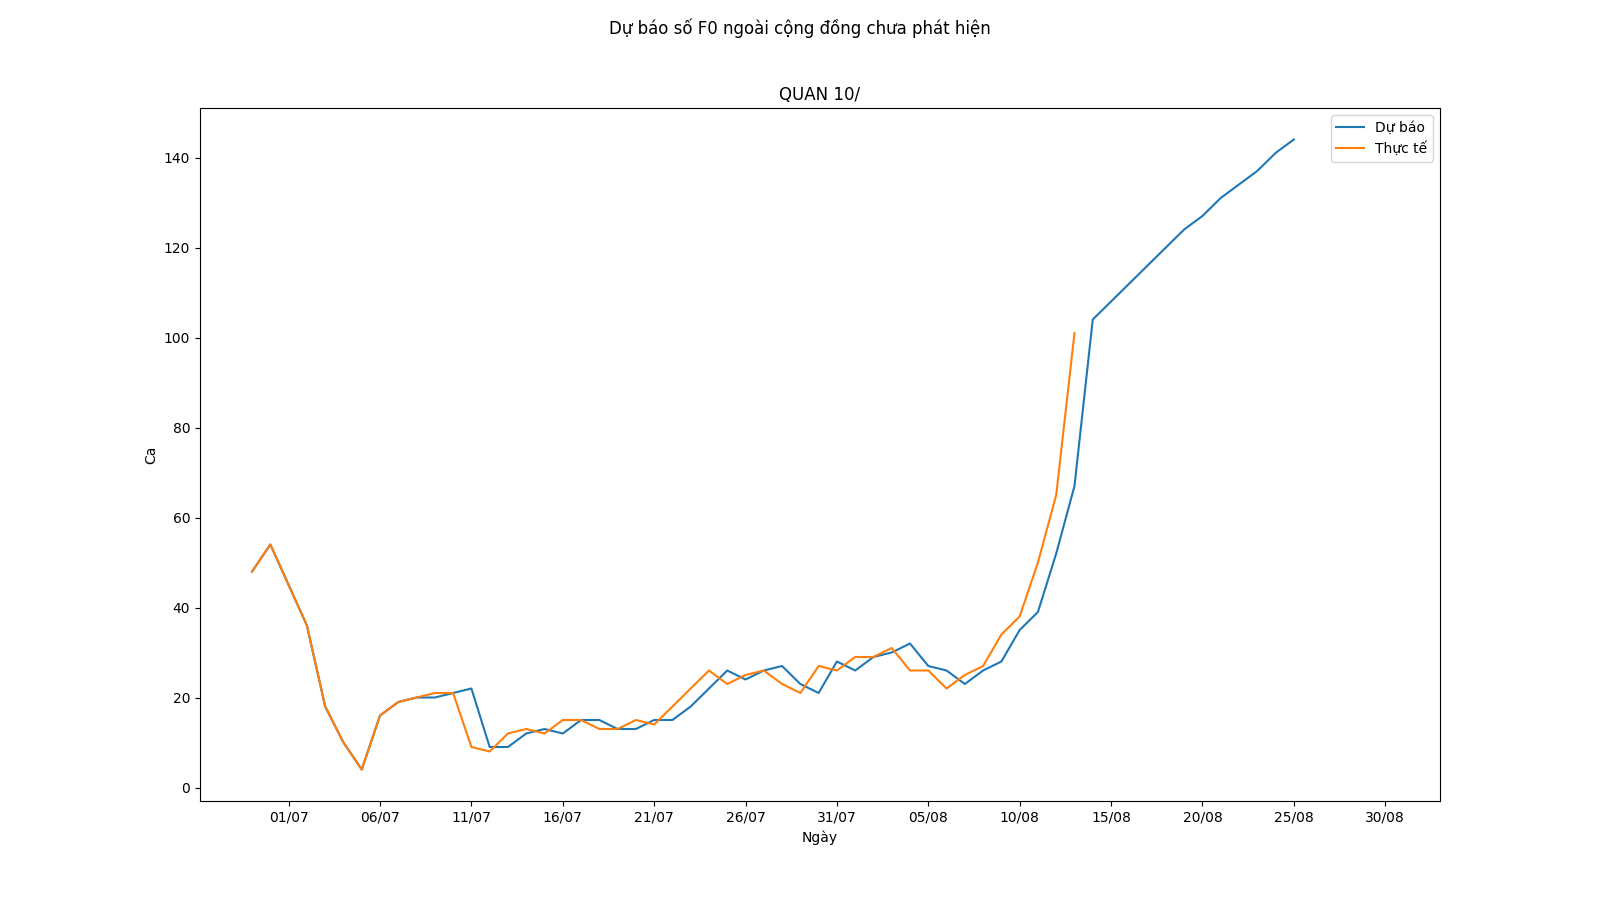 Dự báo số F0 ngoài cộng đồng chưa phát hiện
QUAN 10/
Dự báo
Thực tế
140
120
100
80
60
40
20
0
Ca
01/07 06/07 11/07 16/07 21/07 26/07 31/07 05/08 10/08 15/08 20/08 25/08 30/08
Ngày